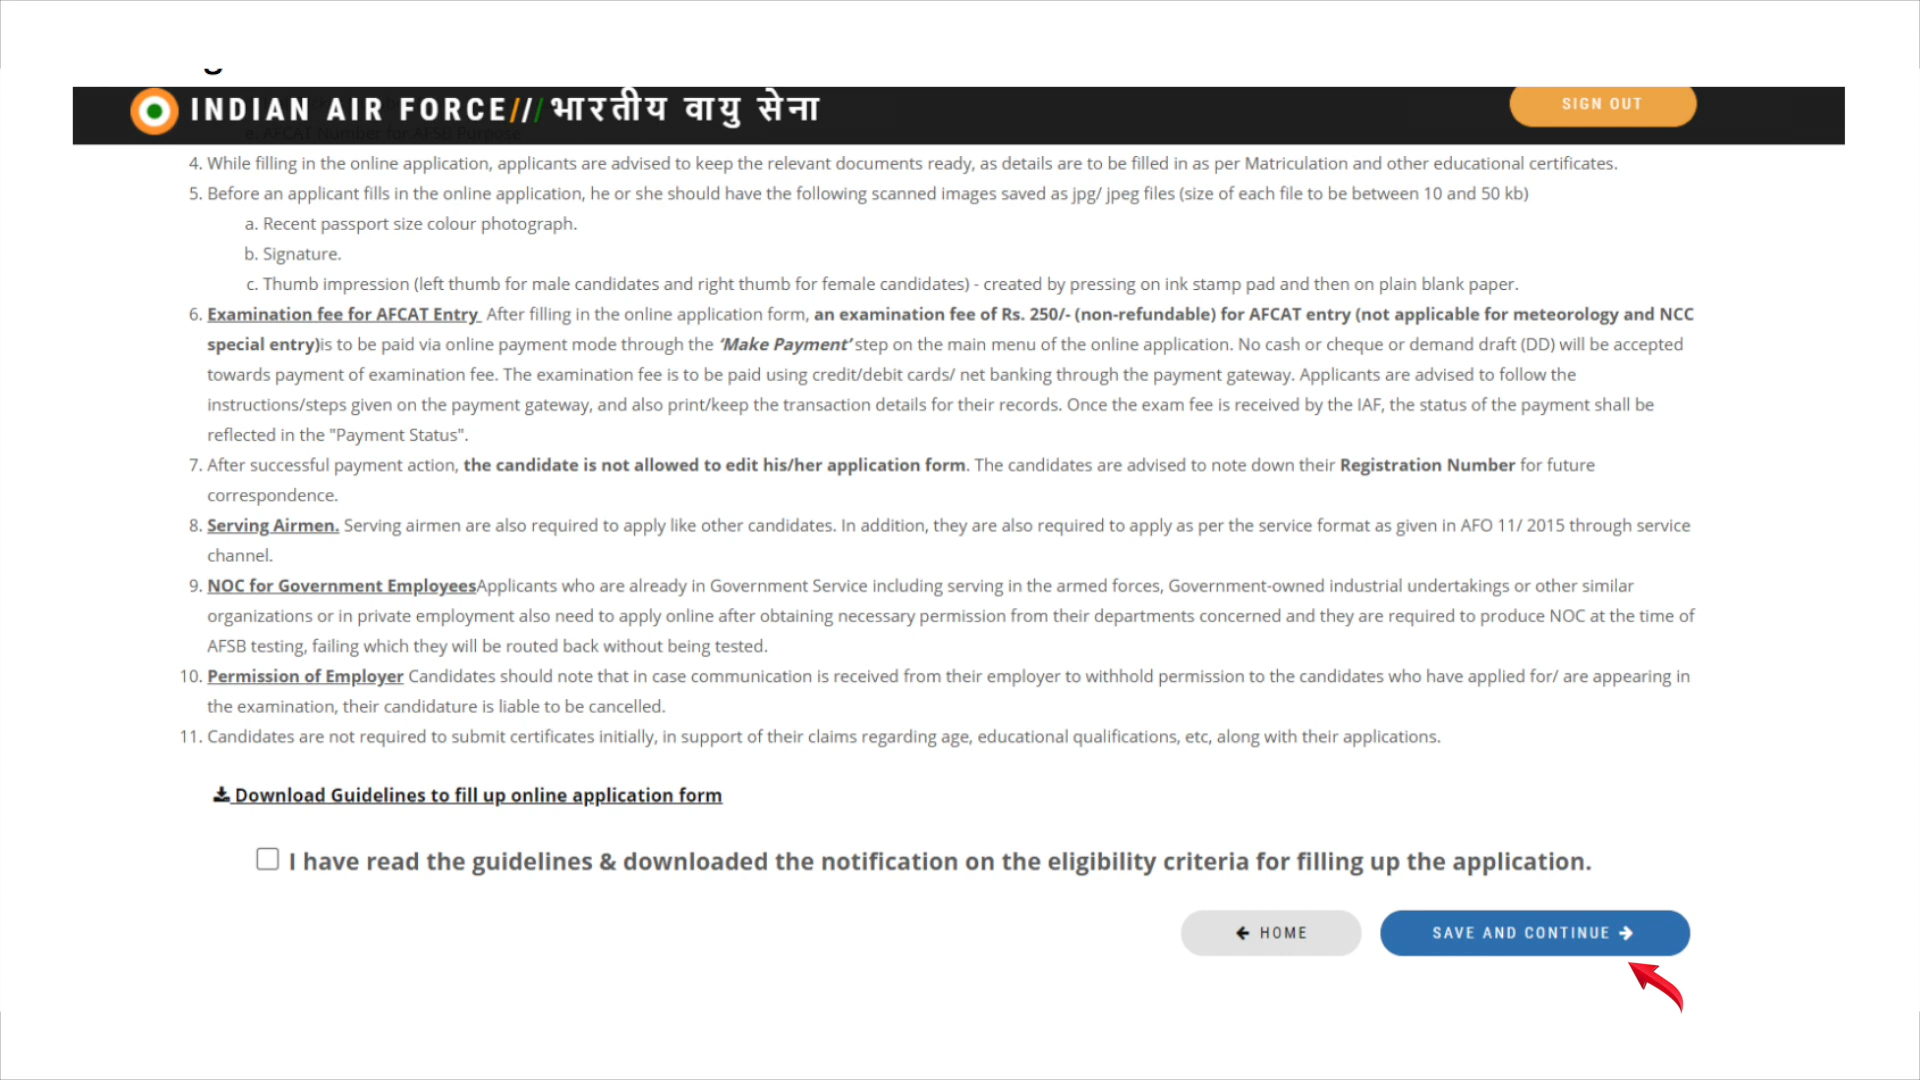 INDIAN AIR FORCE///भारतीय वायु सेना
SIGN OUT
e. AFCAT Number for AFSB Purpose
4. While filling in the online application, applicants are advised to keep the relevant documents ready, as details are to be filled in as per Matriculation and other educational certificates.
5. Before an applicant fills in the online application, he or she should have the following scanned images saved as jpg/ jpeg files (size of each file to be between 10 and 50 kb)
a. Recent passport size colour photograph.
b. Signature.
c. Thumb impression (left thumb for male candidates and right thumb for female candidates) - created by pressing on ink stamp pad and then on plain blank paper.
6. Examination fee for AFCAT Entry  After filling in the online application form, an examination fee of Rs. 250/- (non-refundable) for AFCAT entry (not applicable for meteorology and NCC
special entry)is to be paid via online payment mode through the ‘Make Payment’ step on the main menu of the online application. No cash or cheque or demand draft (DD) will be accepted
towards payment of examination fee. The examination fee is to be paid using credit/debit cards/ net banking through the payment gateway. Applicants are advised to follow the
instructions/steps given on the payment gateway, and also print/keep the transaction details for their records. Once the exam fee is received by the IAF, the status of the payment shall be
reflected in the "Payment Status".
7. After successful payment action, the candidate is not allowed to edit his/her application form. The candidates are advised to note down their Registration Number for future
correspondence.
8. Serving Airmen. Serving airmen are also required to apply like other candidates. In addition, they are also required to apply as per the service format as given in AFO 11/ 2015 through service
channel.
9. NOC for Government EmployeesApplicants who are already in Government Service including serving in the armed forces, Government-owned industrial undertakings or other similar
organizations or in private employment also need to apply online after obtaining necessary permission from their departments concerned and they are required to produce NOC at the time of
AFSB testing, failing which they will be routed back without being tested.
10. Permission of Employer Candidates should note that in case communication is received from their employer to withhold permission to the candidates who have applied for/ are appearing in
the examination, their candidature is liable to be cancelled.
11. Candidates are not required to submit certificates initially, in support of their claims regarding age, educational qualifications, etc, along with their applications.
Download Guidelines to fill up online application form
I have read the guidelines & downloaded the notification on the eligibility criteria for filling up the application.
HOME
SAVE AND CONTINUE